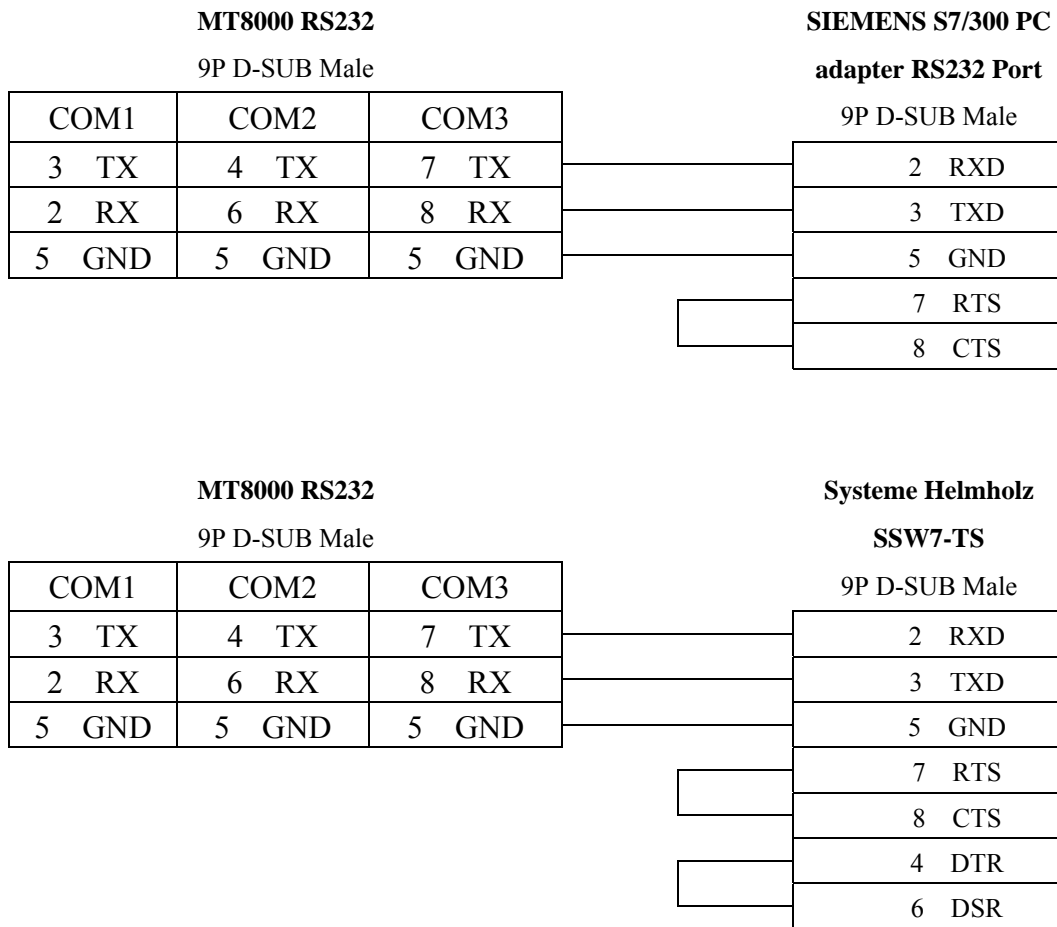 MT8000 RS232
9P D-SUB Male
COM1 COM2 COM3
3 TX 4 TX 7 TX
2 RX 6 RX 8 RX
5 GND 5 GND 5 GND
SIEMENS S7/300 PC
adapter RS232 Port
9P D-SUB Male
2 RXD
3 TXD
5 GND
7 RTS
8 CTS
MT8000 RS232
9P D-SUB Male
COM1 COM2 COM3
3 TX 4 TX 7 TX
2 RX 6 RX 8 RX
5 GND 5 GND 5 GND
Systeme Helmholz
SSW7-TS
9P D-SUB Male
2 RXD
3 TXD
5 GND
7 RTS
8 CTS
4 DTR
6 DSR